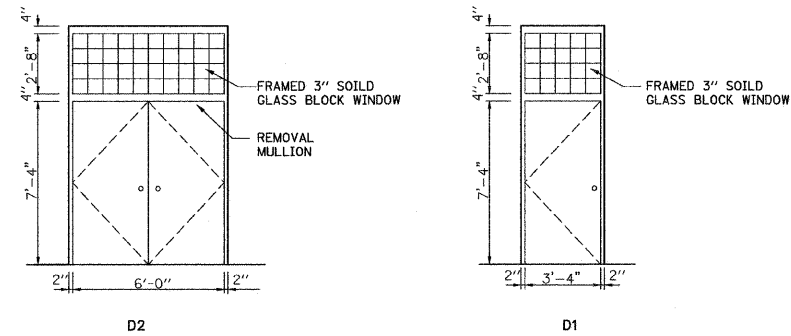 4"
2'-8"
4"
7'-4"
FRAMED 3" SOILD
GLASS BLOCK WINDOW
REMOVAL
MULLION
2"
6'-0"
2"
D2
4"
2'-8"
4"
7'-4"
FRAMED 3" SOILD
GLASS BLOCK WINDOW
2"
3'-4"
2"
D1